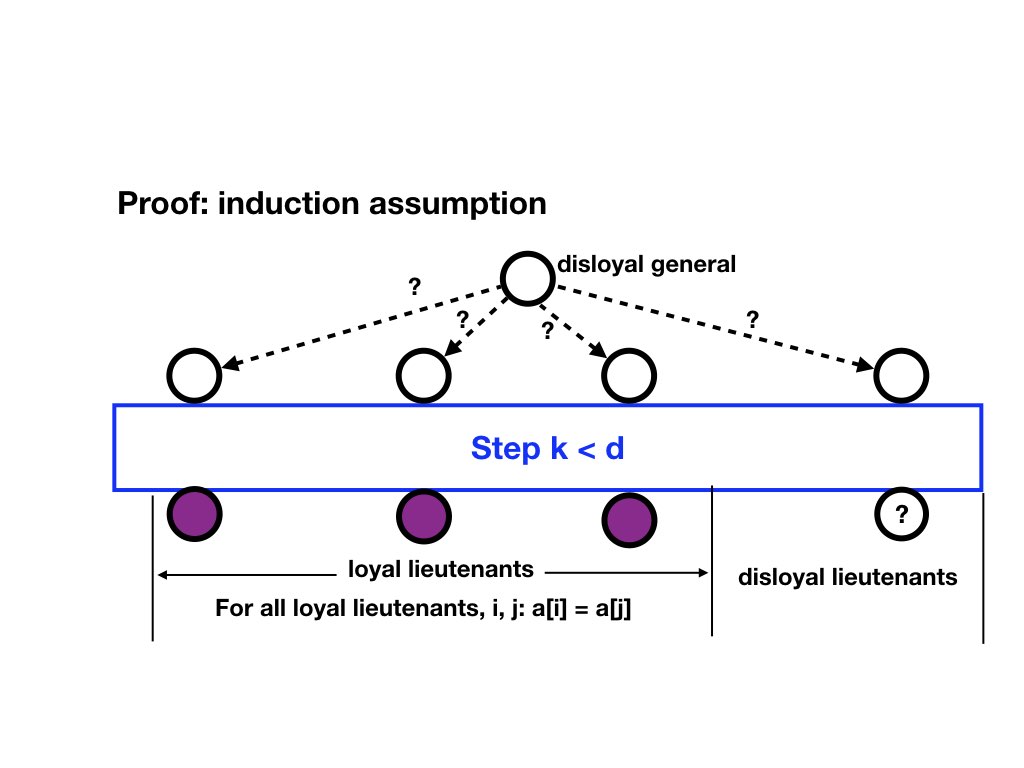 Proof: induction assumption
disloyal general
?
?
?
?
Step k < d
?
loyal lieutenants
disloyal lieutenants
For all loyal lieutenants, i, j: a[i] = a[j]